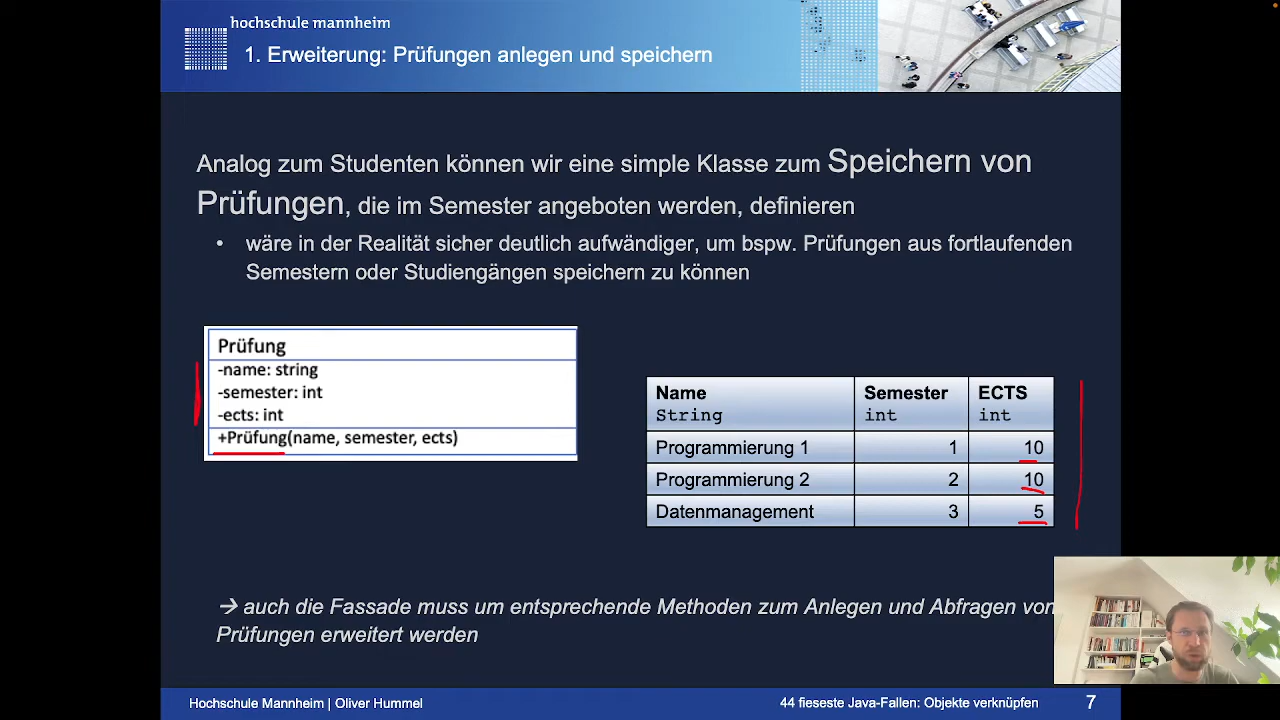 hochschule mannheim
1. Erweiterung: Prüfungen anlegen und speichern
Analog zum Studenten können wir eine simple Klasse zum Speichern von
Prüfungen, die im Semester angeboten werden, definieren
• wäre in der Realität sicher deutlich aufwändiger, um bspw. Prüfungen aus fortlaufenden
Semestern oder Studiengängen speichern zu können
Prüfung
-name: string
-semester: int
-ects: int
+Prüfung(name, semester, ects)
Name Semester ECTS
String int int
Programmierung 1 1 10
Programmierung 2 2 10
Datenmanagement 3 5
→ auch die Fassade muss um entsprechende Methoden zum Anlegen und Abfragen von
Prüfungen erweitert werden
Hochschule Mannheim | Oliver Hummel 44 fieseste Java-Fallen: Objekte verknüpfen 7